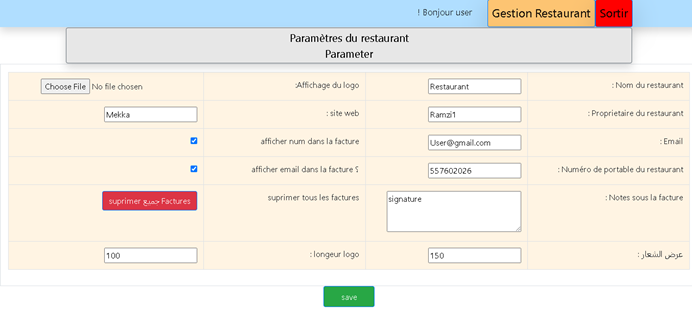 ! Bonjour user
Gestion Restaurant
Sortir
Paramètres du restaurant
Parameter
: Nom du restaurant
Restaurant
:Affichage du logo
Choose File No file chosen
: Proprietaire du restaurant
Ramzi1
: site web
Mekka
: Email
User@gmail.com
afficher num dans la facture
: Numéro de portable du restaurant
557602026
afficher email dans la facture ؟
: Notes sous la facture
signature
suprimer tous les factures
suprimer جميع Factures
عرض الشعار :
150
: longeur logo
100
save